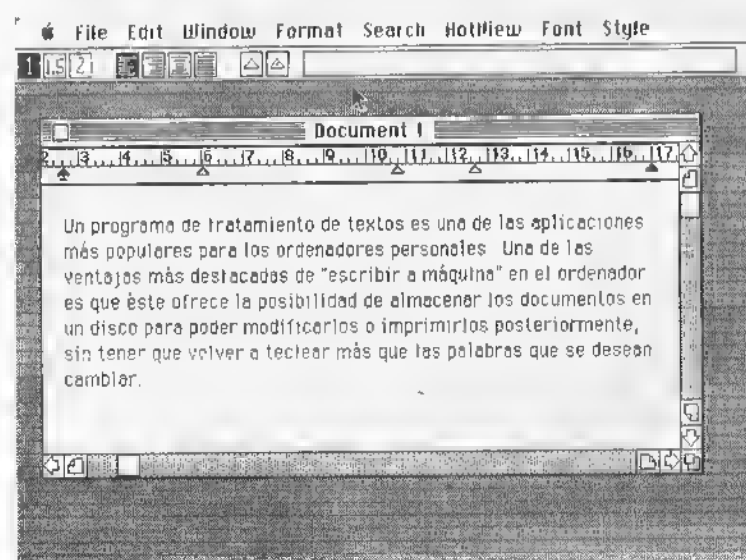 File Edit Window Format Search HotView Font Style
1 1.5 2
Document 1
2 3 4 5 6 7 8 9 10 11 12 13 14 15 16 17
Un programa de tratamiento de textos es una de las aplicaciones
más populares para los ordenadores personales Una de las
ventajas más destacadas de "escribir a máquina" en el ordenador
es que éste ofrece la posibilidad de almacenar los documentos en
un disco para poder modificarlos o imprimirlos posteriormente,
sin tener que volver a teclear más que las palabras que se desean
cambiar.